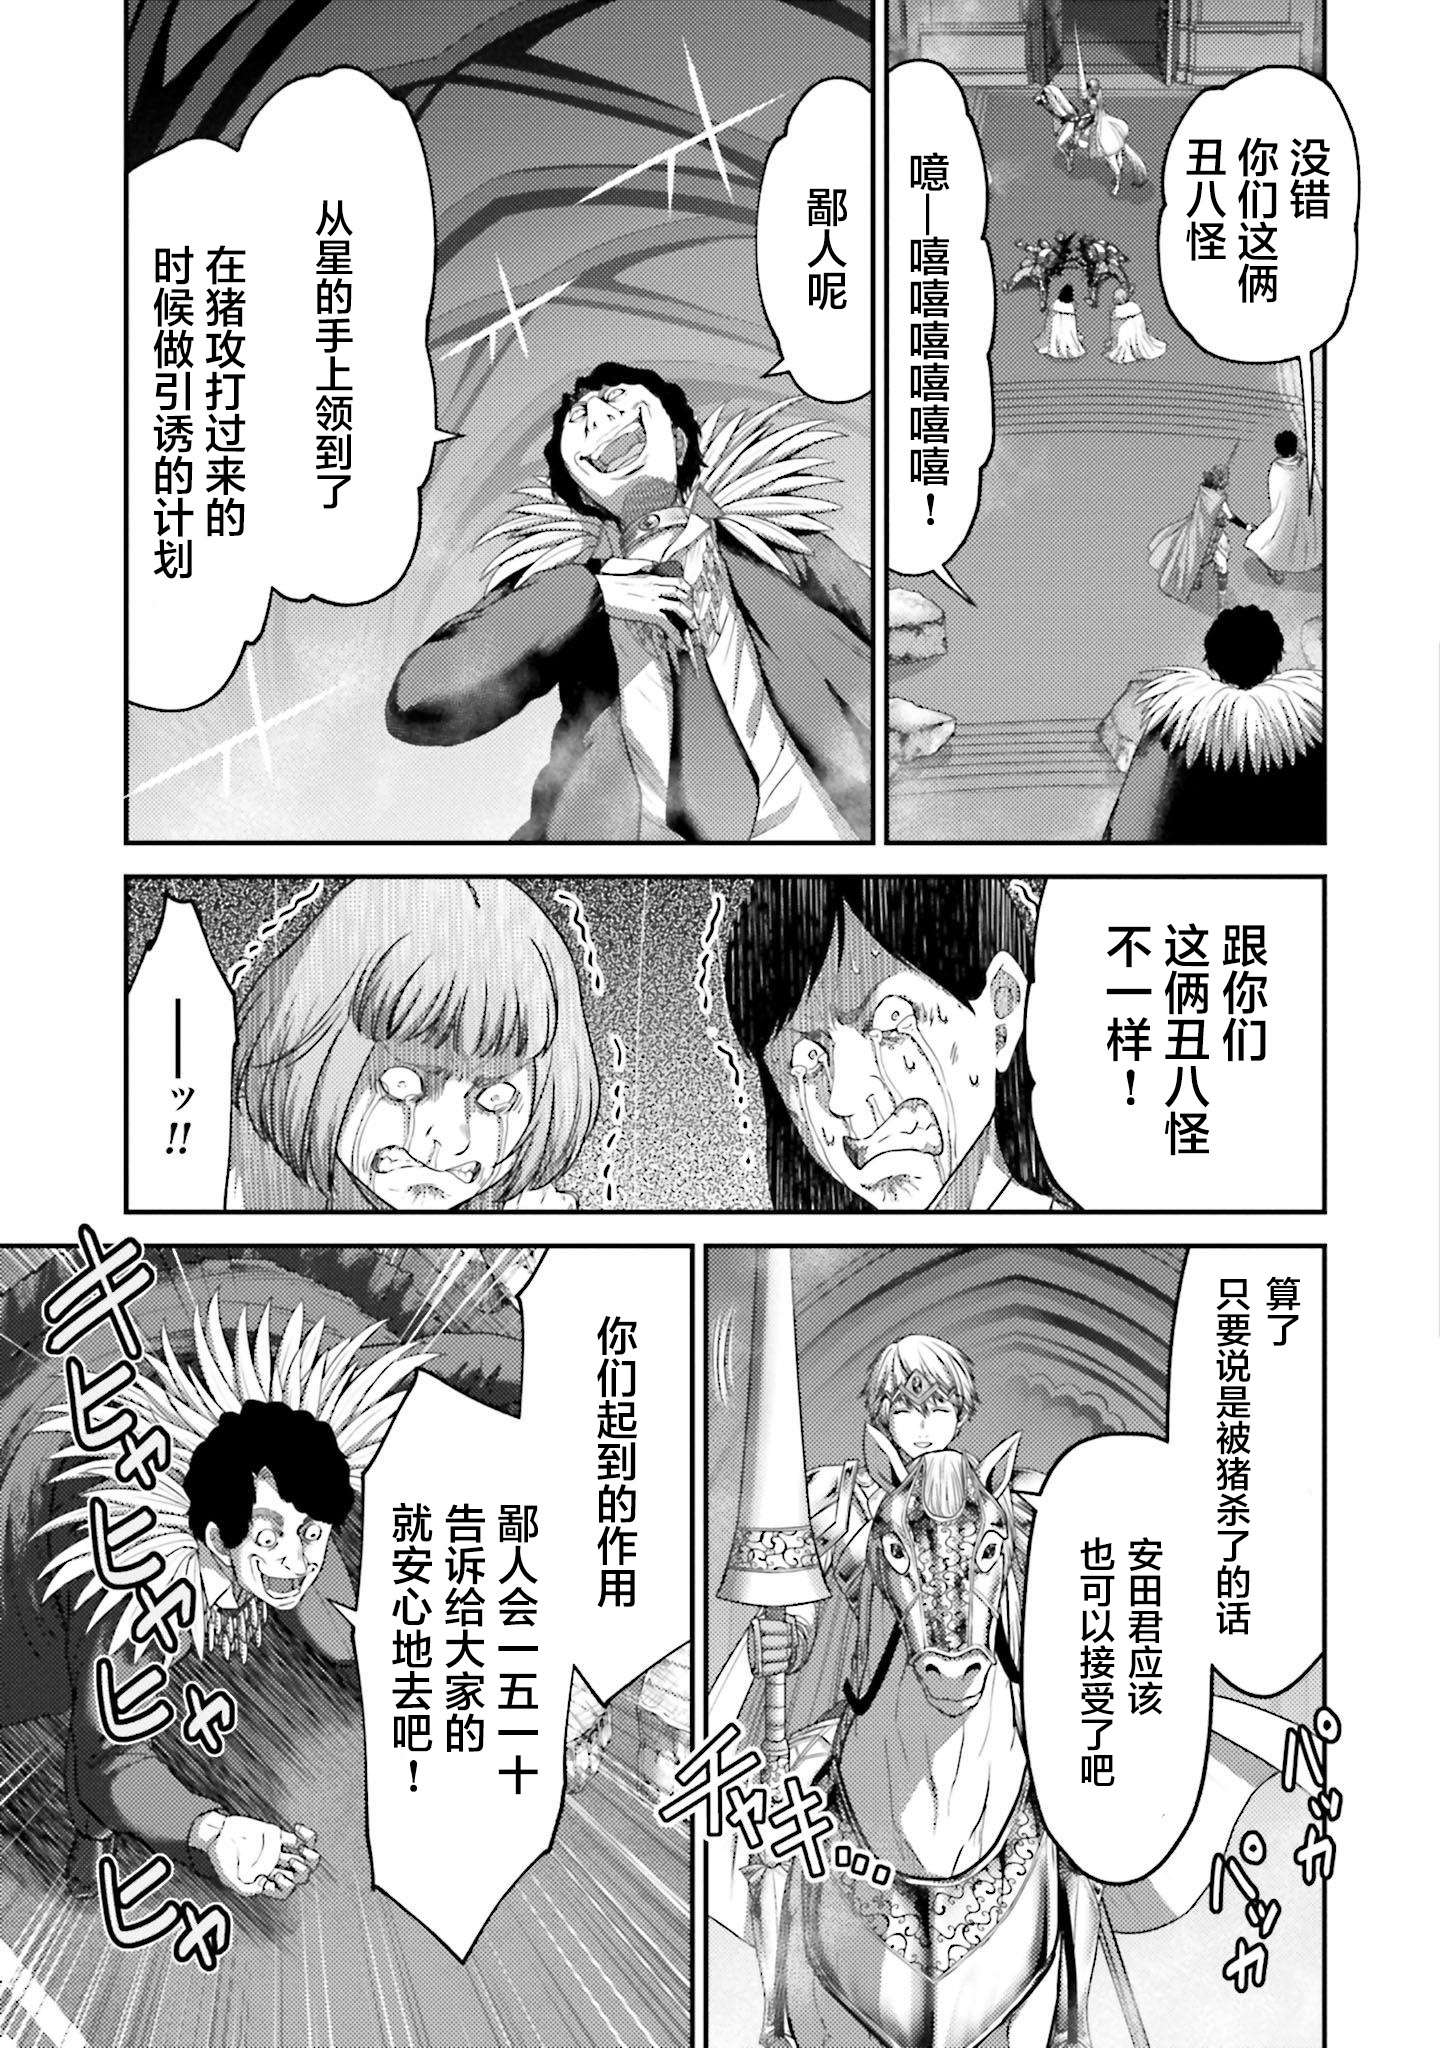 没错
你们这俩
丑八怪
噫—嘻嘻嘻嘻嘻嘻嘻！
鄙人呢
从星的手上领到了
在猪攻打过来的
时候做引诱的计划
跟你们
这俩丑八怪
不一样！
——ッ!!
算了
只要说是被猪杀了的话
安田君应该
也可以接受了吧
パッカ
パッカ
チャキ…
你们起到的作用
鄙人会一五一十
告诉给大家的
就安心地去吧！
キヒャヒャヒャヒャ